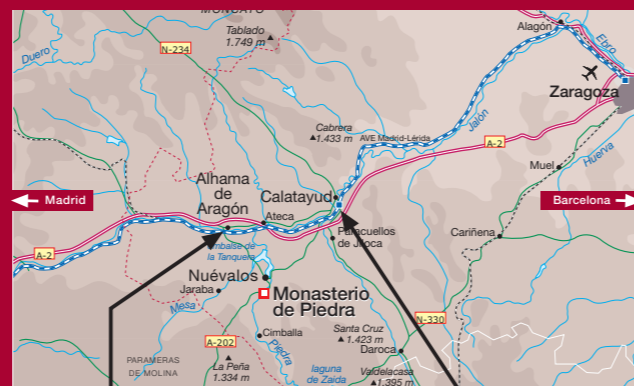 MONCAYO
Tablado
1.749 m
Duero
N-234
Alagón
Ebro
Zaragoza
Cabrera
1.433 m
AVE Madrid-Lérida
Jalón
A-2
Muel
Huerva
Madrid
Alhama
de
Aragón
Calatayud
Ateca
Barcelona
Paracuellos
de Jiloca
Cariñena
A-2
Embalse de
la Tanquera
Nuévalos
Jaraba
Mesa
Monasterio
de Piedra
N-330
A-202
Cimballa
Piedra
Santa Cruz
1.423 m
Daroca
PARAMERAS
DE MOLINA
La Peña
1.334 m
laguna
de Zaida
Valdelacasa
1.395 m